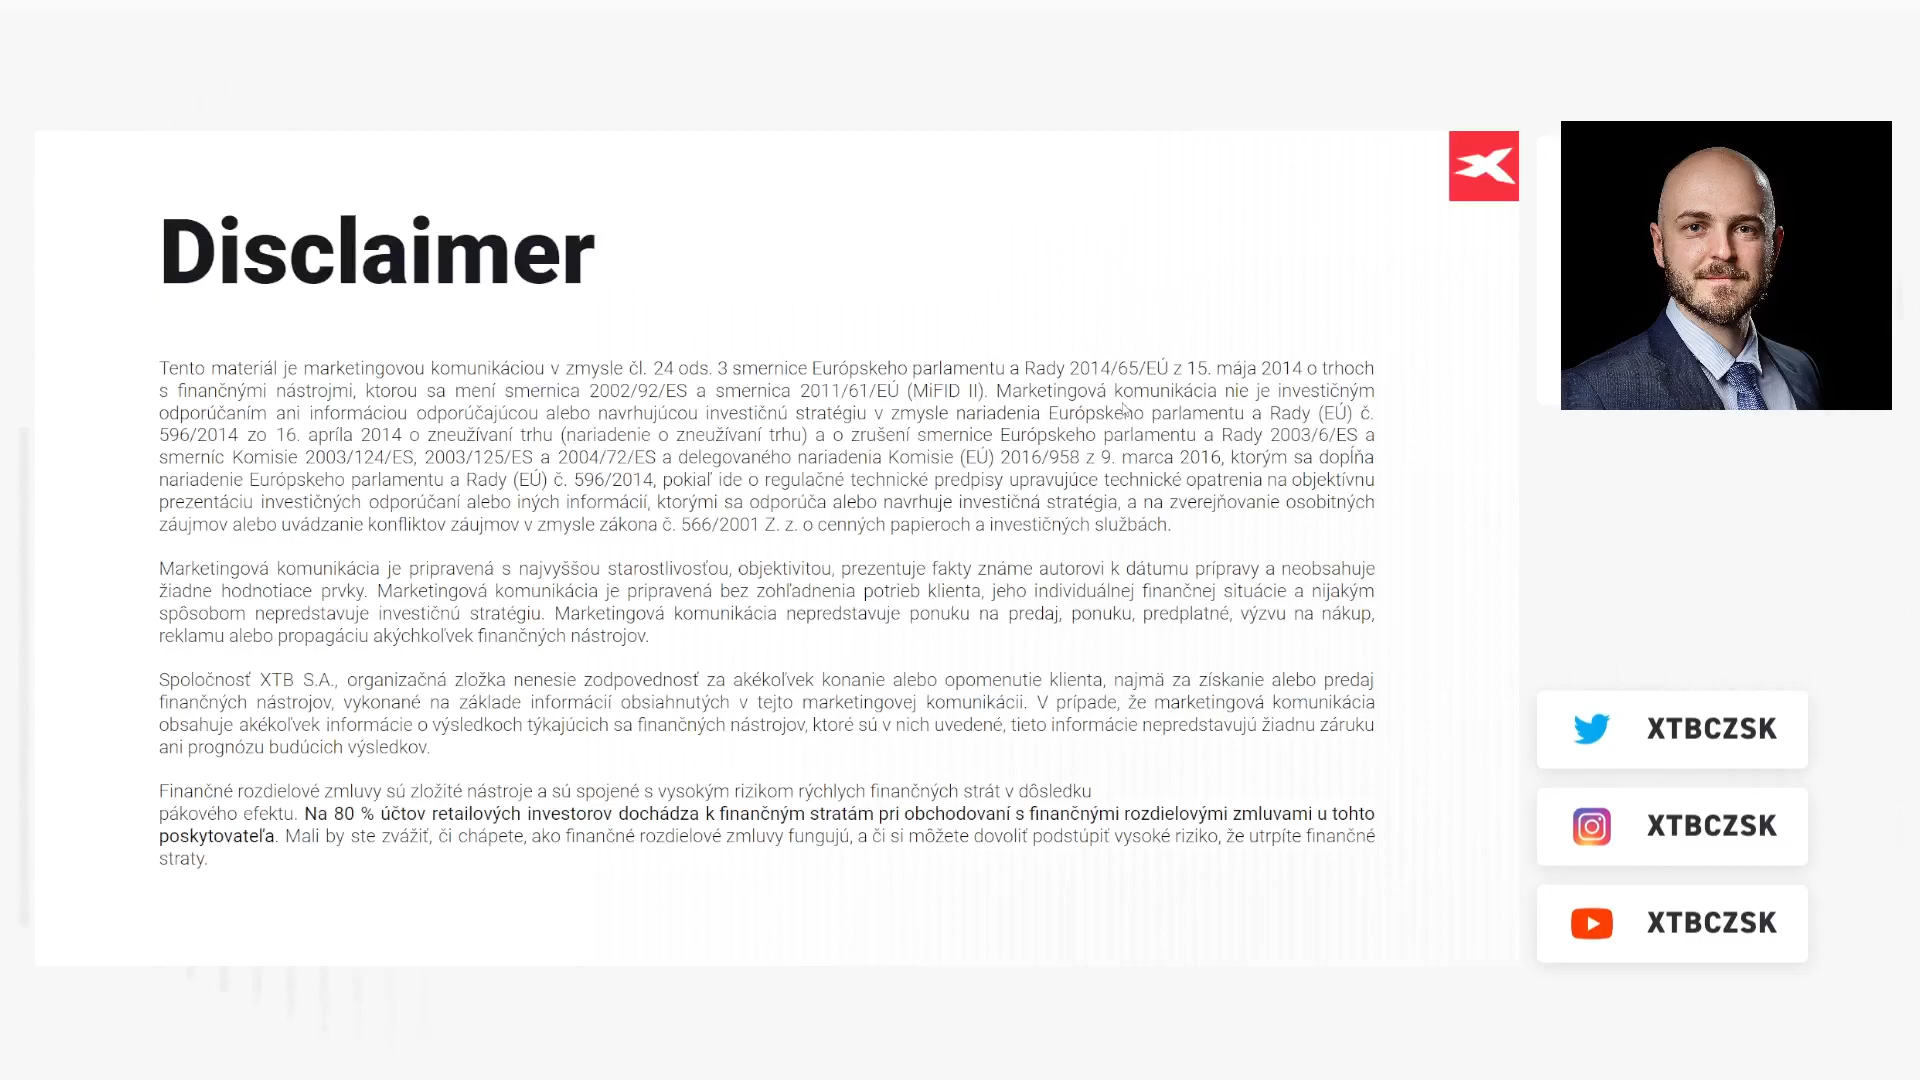 Disclaimer
Tento materiál je marketingovou komunikáciou v zmysle čl. 24 ods. 3 smernice Európskeho parlamentu a Rady 2014/65/EÚ z 15. mája 2014 o trhoch
s finančnými nástrojmi, ktorou sa mení smernica 2002/92/ES a smernica 2011/61/EÚ (MiFID II). Marketingová komunikácia nie je investičným
odporúčaním ani informáciou odporúčajúcou alebo navrhujúcou investičnú stratégiu v zmysle nariadenia Európskeho parlamentu a Rady (EÚ) č.
596/2014 zo 16. apríla 2014 o zneužívaní trhu (nariadenie o zneužívaní trhu) a o zrušení smernice Európskeho parlamentu a Rady 2003/6/ES a
smerníc Komisie 2003/124/ES, 2003/125/ES a 2004/72/ES a delegovaného nariadenia Komisie (EÚ) 2016/958 z 9. marca 2016, ktorým sa dopĺňa
nariadenie Európskeho parlamentu a Rady (EÚ) č. 596/2014, pokiaľ ide o regulačné technické predpisy upravujúce technické opatrenia na objektívnu
prezentáciu investičných odporúčaní alebo iných informácií, ktorými sa odporúča alebo navrhuje investičná stratégia, a na zverejňovanie osobitných
záujmov alebo uvádzanie konfliktov záujmov v zmysle zákona č. 566/2001 Z. z. o cenných papieroch a investičných službách.
Marketingová komunikácia je pripravená s najvyššou starostlivosťou, objektivitou, prezentuje fakty známe autorovi k dátumu prípravy a neobsahuje
žiadne hodnotiace prvky. Marketingová komunikácia je pripravená bez zohľadnenia potrieb klienta, jeho individuálnej finančnej situácie a nijakým
spôsobom nepredstavuje investičnú stratégiu. Marketingová komunikácia nepredstavuje ponuku na predaj, ponuku, predplatné, výzvu na nákup,
reklamu alebo propagáciu akýchkoľvek finančných nástrojov.
Spoločnosť XTB S.A., organizačná zložka nenesie zodpovednosť za akékoľvek konanie alebo opomenutie klienta, najmä za získanie alebo predaj
finančných nástrojov, vykonané na základe informácií obsiahnutých v tejto marketingovej komunikácii. V prípade, že marketingová komunikácia
obsahuje akékoľvek informácie o výsledkoch týkajúcich sa finančných nástrojov, ktoré sú v nich uvedené, tieto informácie nepredstavujú žiadnu záruku
ani prognózu budúcich výsledkov.
Finančné rozdielové zmluvy sú zložité nástroje a sú spojené s vysokým rizikom rýchlych finančných strát v dôsledku
pákového efektu. Na 80 % účtov retailových investorov dochádza k finančným stratám pri obchodovaní s finančnými rozdielovými zmluvami u tohto
poskytovateľa. Mali by ste zvážiť, či chápete, ako finančné rozdielové zmluvy fungujú, a či si môžete dovoliť podstúpiť vysoké riziko, že utrpíte finančné
straty.
XTBCZSK
XTBCZSK
XTBCZSK